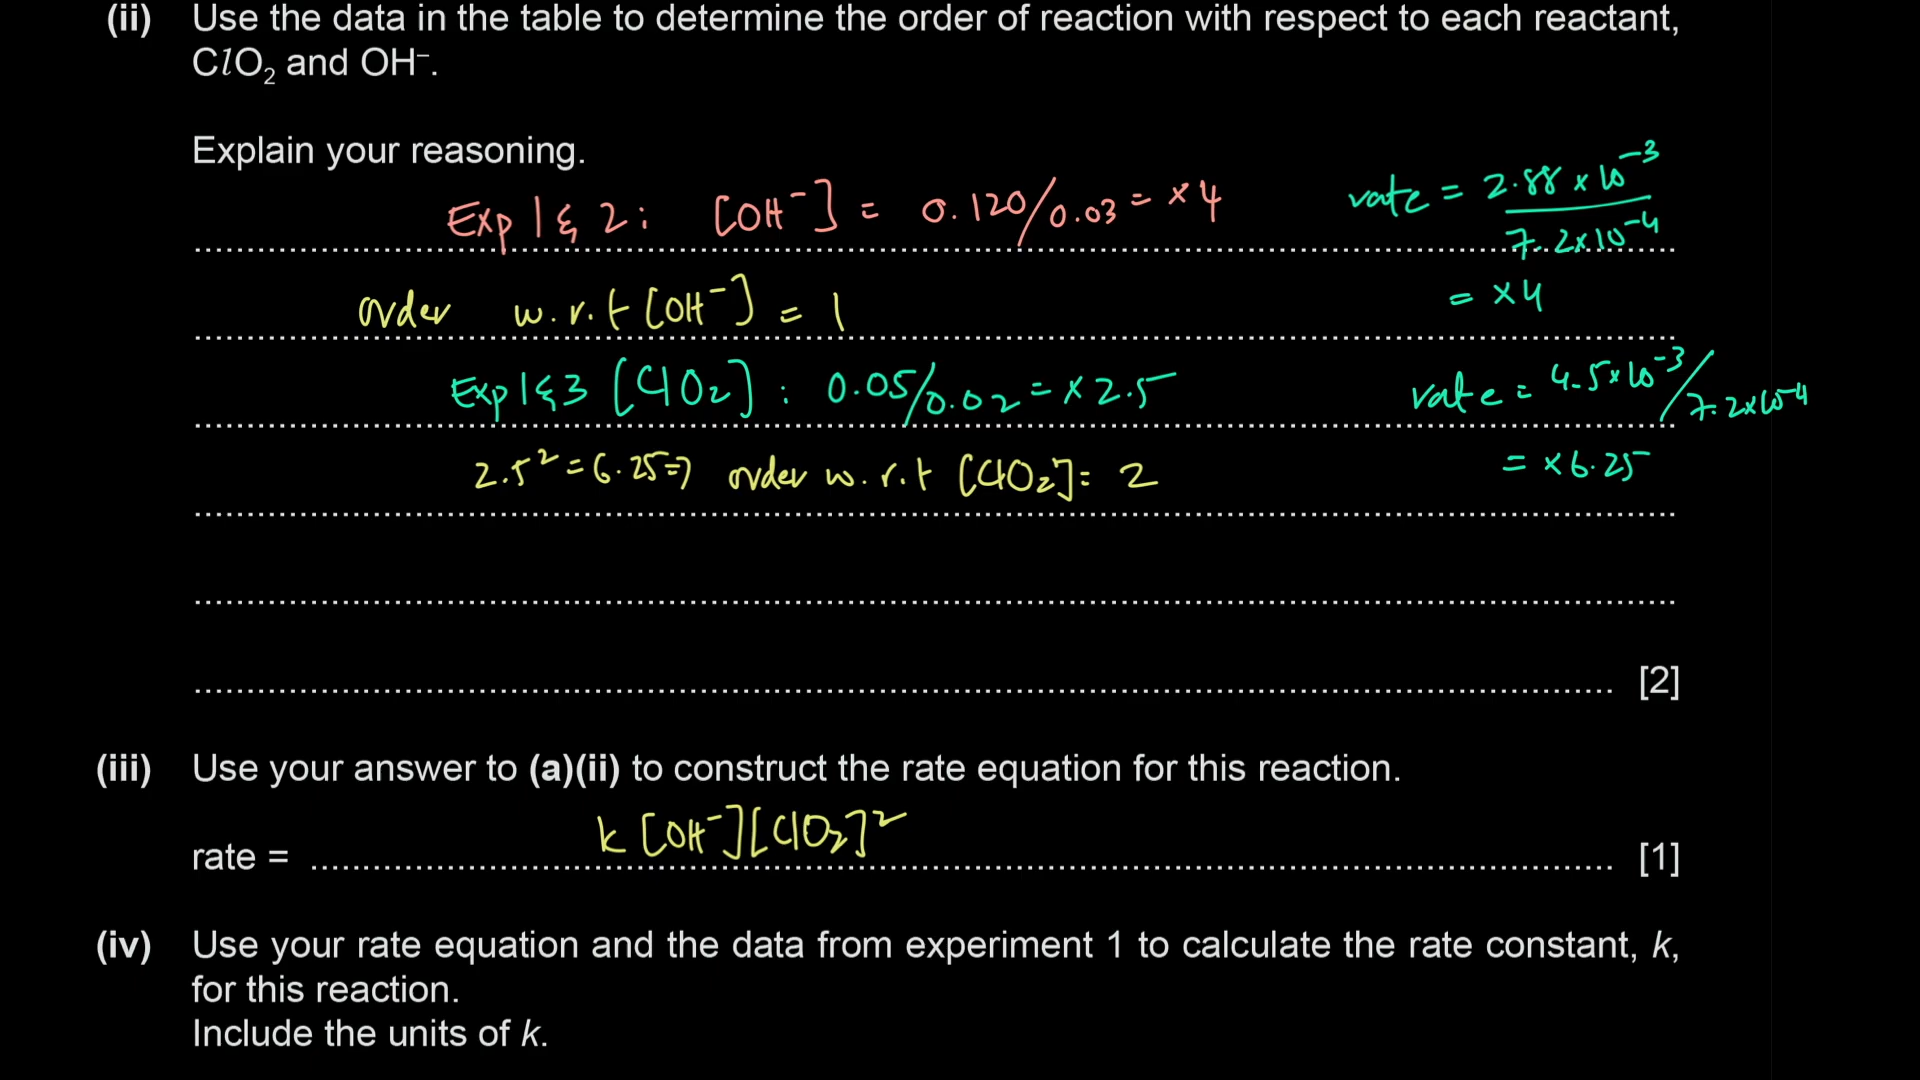 (ii) Use the data in the table to determine the order of reaction with respect to each reactant,
ClO₂ and OH⁻.
Explain your reasoning.
Exp 1 & 2: [OH⁻] = 0.120/0.03 = ×4 rate = 2.88 × 10⁻³ / 7.2×10⁻⁴
= ×4
order w.r.t [OH⁻] = 1
Exp 1 & 3 [ClO₂] : 0.05/0.02 = ×2.5 rate = 4.5×10⁻³/7.2×10⁻⁴
2.5² = 6.25 ⇒ order w.r.t [ClO₂] = 2 = ×6.25
[2]
(iii) Use your answer to (a)(ii) to construct the rate equation for this reaction.
rate = k [OH⁻][ClO₂]² [1]
(iv) Use your rate equation and the data from experiment 1 to calculate the rate constant, k,
for this reaction.
Include the units of k.